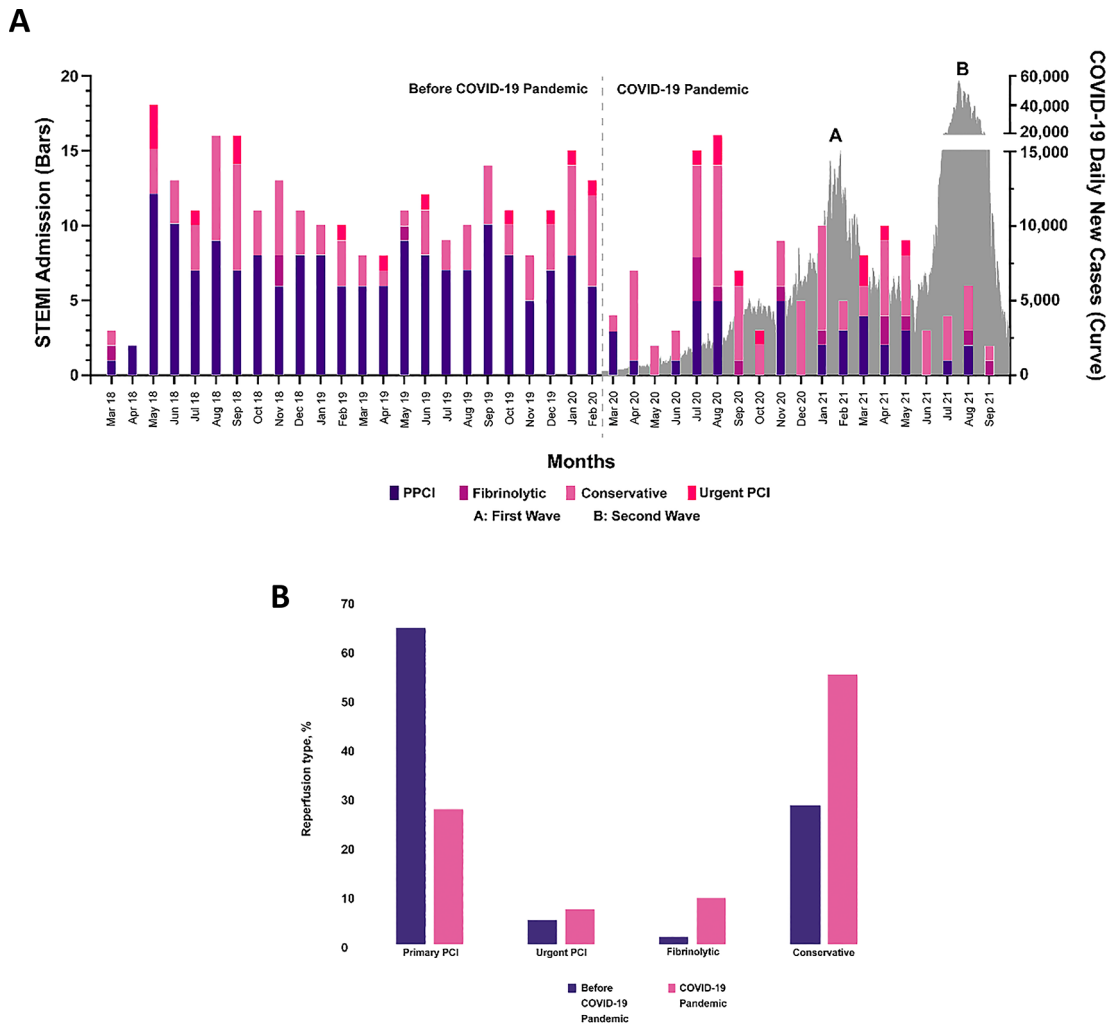 A
Before COVID-19 Pandemic
COVID-19 Pandemic
A
B
STEMI Admission (Bars)
20
15
10
5
0
COVID-19 Daily New Cases (Curve)
60,000
40,000
20,000
15,000
10,000
5,000
0
Mar 18 Apr 18 May 18 Jun 18 Jul 18 Aug 18 Sep 18 Oct 18 Nov 18 Dec 18 Jan 19 Feb 19 Mar 19 Apr 19 May 19 Jun 19 Jul 19 Aug 19 Sep 19 Oct 19 Nov 19 Dec 19 Jan 20 Feb 20 Mar 20 Apr 20 May 20 Jun 20 Jul 20 Aug 20 Sep 20 Oct 20 Nov 20 Dec 20 Jan 21 Feb 21 Mar 21 Apr 21 May 21 Jun 21 Jul 21 Aug 21 Sep 21
Months
PPCI Fibrinolytic Conservative Urgent PCI
A: First Wave B: Second Wave
B
Reperfusion type, %
70
60
50
40
30
20
10
0
Primary PCI Urgent PCI Fibrinolytic Conservative
Before COVID-19
COVID-19 Pandemic
Pandemic